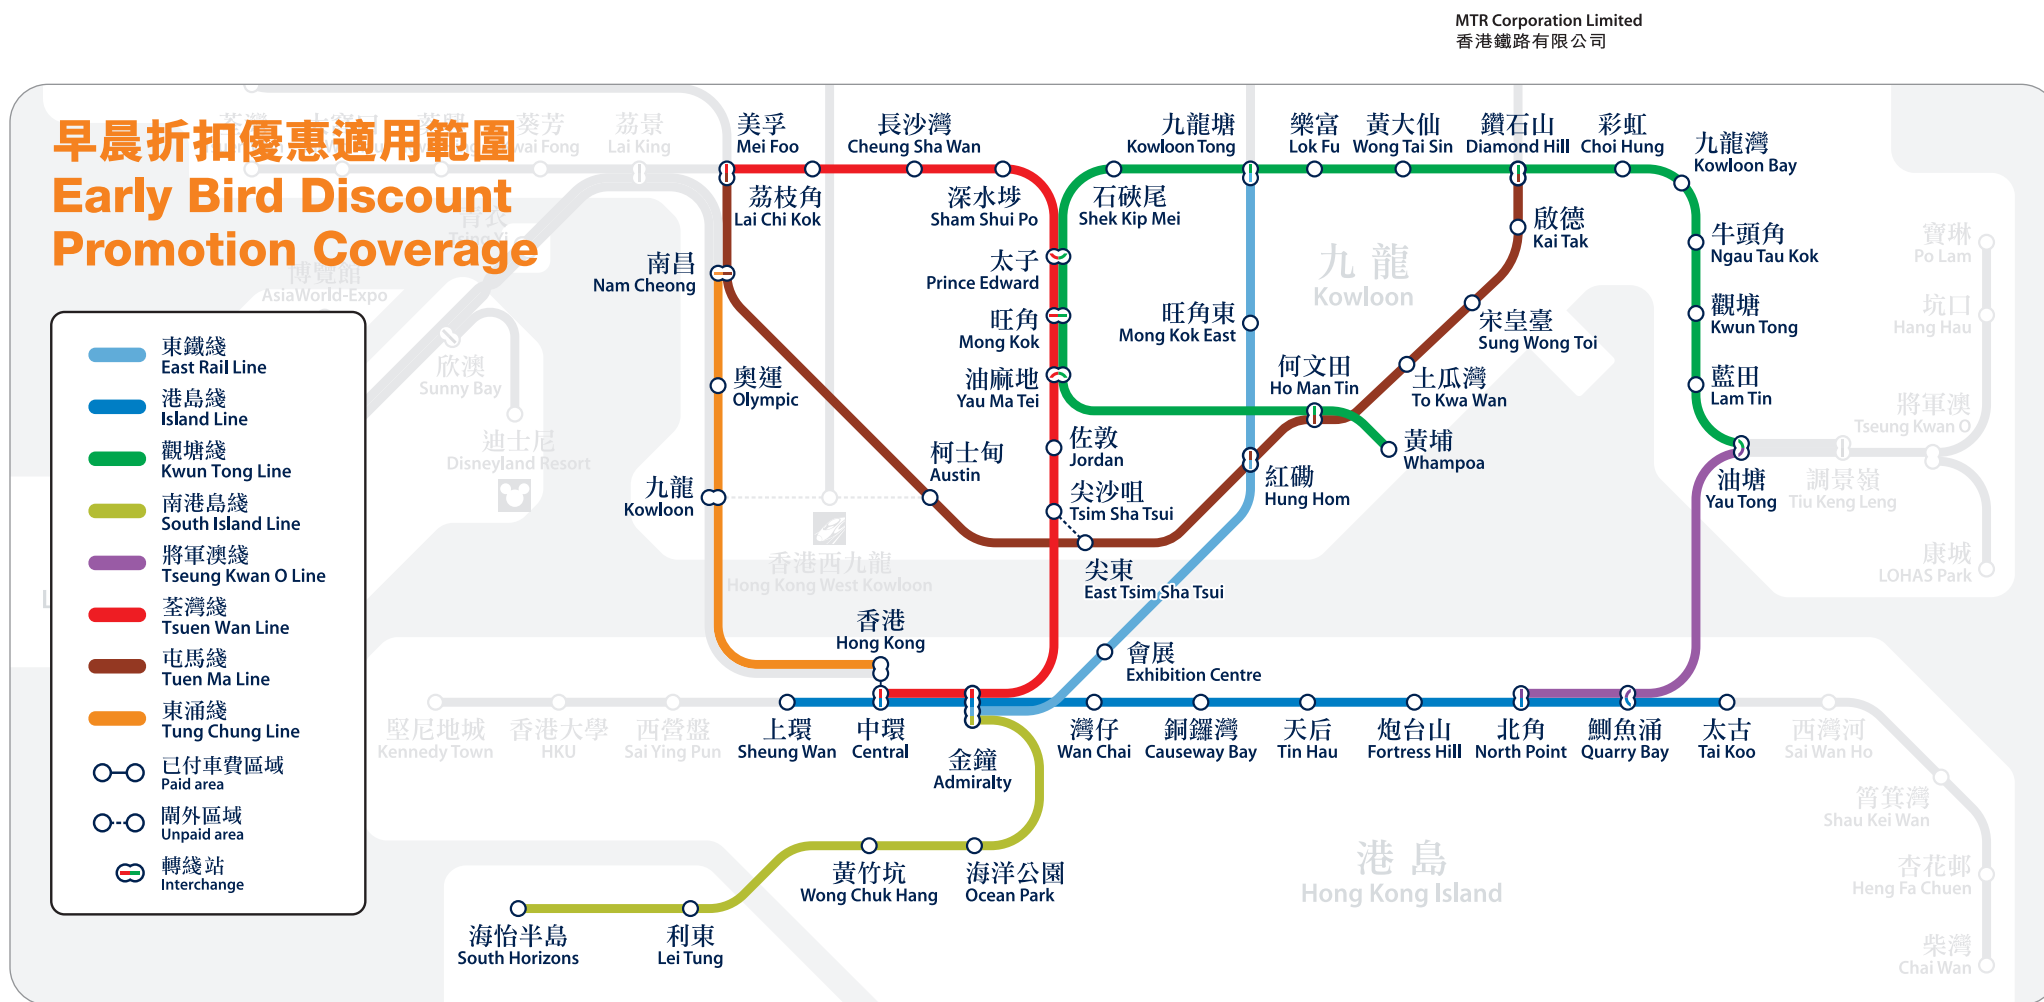 MTR Corporation Limited
香港鐵路有限公司
早晨折扣優惠適用範圍
Early Bird Discount
Promotion Coverage
葵芳
Kwai Fong
荔景
Lai King
美孚
Mei Foo
長沙灣
Cheung Sha Wan
九龍塘
Kowloon Tong
樂富
Lok Fu
黃大仙
Wong Tai Sin
鑽石山
Diamond Hill
彩虹
Choi Hung
九龍灣
Kowloon Bay
荔枝角
Lai Chi Kok
深水埗
Sham Shui Po
石硤尾
Shek Kip Mei
啟德
Kai Tak
牛頭角
Ngau Tau Kok
寶琳
Po Lam
青衣
Tsing Yi
博覽館
AsiaWorld-Expo
南昌
Nam Cheong
太子
Prince Edward
九龍
Kowloon
旺角
Mong Kok
旺角東
Mong Kok East
宋皇臺
Sung Wong Toi
觀塘
Kwun Tong
坑口
Hang Hau
欣澳
Sunny Bay
奧運
Olympic
油麻地
Yau Ma Tei
何文田
Ho Man Tin
土瓜灣
To Kwa Wan
藍田
Lam Tin
將軍澳
Tseung Kwan O
迪士尼
Disneyland Resort
柯士甸
Austin
佐敦
Jordan
黃埔
Whampoa
九龍
Kowloon
尖沙咀
Tsim Sha Tsui
紅磡
Hung Hom
油塘
Yau Tong
調景嶺
Tiu Keng Leng
香港西九龍
Hong Kong West Kowloon
尖東
East Tsim Sha Tsui
康城
LOHAS Park
香港
Hong Kong
會展
Exhibition Centre
堅尼地城
Kennedy Town
香港大學
HKU
西營盤
Sai Ying Pun
上環
Sheung Wan
中環
Central
金鐘
Admiralty
灣仔
Wan Chai
銅鑼灣
Causeway Bay
天后
Tin Hau
炮台山
Fortress Hill
北角
North Point
鰂魚涌
Quarry Bay
太古
Tai Koo
西灣河
Sai Wan Ho
筲箕灣
Shau Kei Wan
港島
Hong Kong Island
杏花邨
Heng Fa Chuen
柴灣
Chai Wan
黃竹坑
Wong Chuk Hang
海洋公園
Ocean Park
海怡半島
South Horizons
利東
Lei Tung
東鐵綫
East Rail Line
港島綫
Island Line
觀塘綫
Kwun Tong Line
南港島綫
South Island Line
將軍澳綫
Tseung Kwan O Line
荃灣綫
Tsuen Wan Line
屯馬綫
Tuen Ma Line
東涌綫
Tung Chung Line
已付車費區域
Paid area
閘外區域
Unpaid area
轉綫站
Interchange